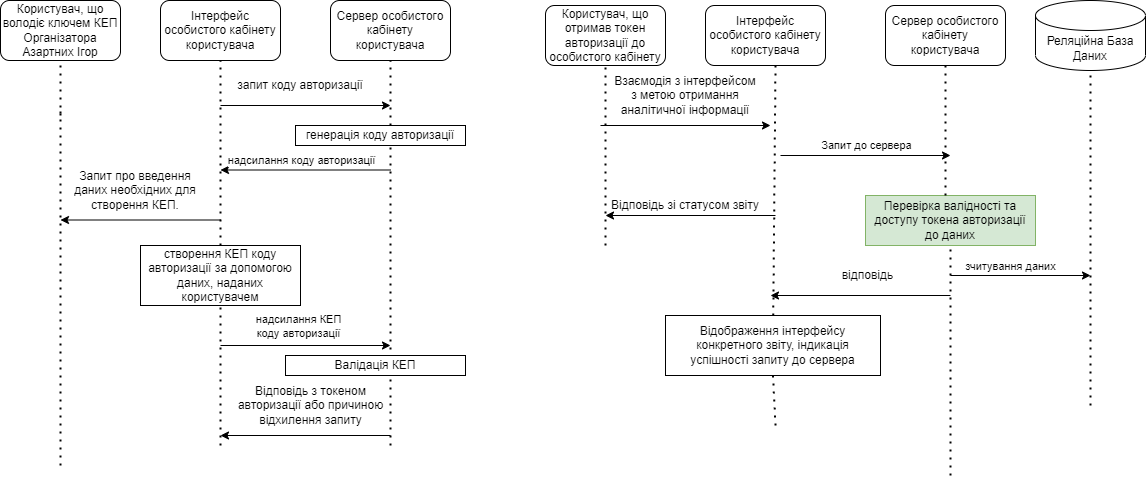 Користувач, що
володіє ключем КЕП
Організатора
Азартних Ігор
Інтерфейс
особистого кабінету
користувача
Сервер особистого
кабінету
користувача
запит коду авторизації
генерація коду авторизації
надсилання коду авторизації
Запит про введення
даних необхідних для
створення КЕП.
створення КЕП коду
авторизації за допомогою
даних, наданих
користувачем
надсилання КЕП
коду авторизації
Валідація КЕП
Відповідь з токеном
авторизації або причиною
відхилення запиту
Користувач, що
отримав токен
авторизації до
особистого кабінету
Інтерфейс
особистого кабінету
користувача
Сервер особистого
кабінету
користувача
Реляційна База
Даних
Взаємодія з інтерфейсом
з метою отримання
аналітичної інформації
Запит до сервера
Відповідь зі статусом звіту
Перевірка валідності та
доступу токена авторизації
до даних
зчитування даних
відповідь
Відображення інтерфейсу
конкретного звіту, індикація
успішності запиту до сервера